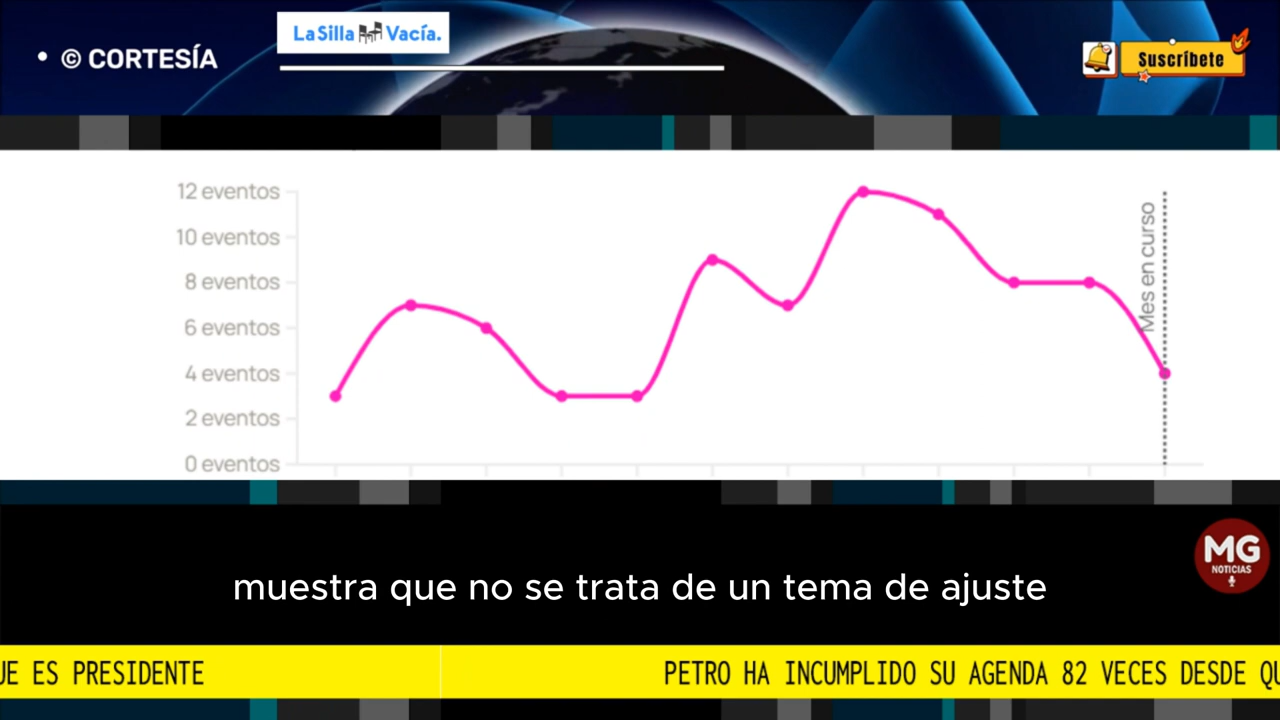 • © CORTESÍA
La Silla Vacía.
Suscríbete
12 eventos
10 eventos
8 eventos
6 eventos
4 eventos
2 eventos
0 eventos
Mes en curso
MG
NOTICIAS
muestra que no se trata de un tema de ajuste
UE ES PRESIDENTE
PETRO HA INCUMPLIDO SU AGENDA 82 VECES DESDE QU